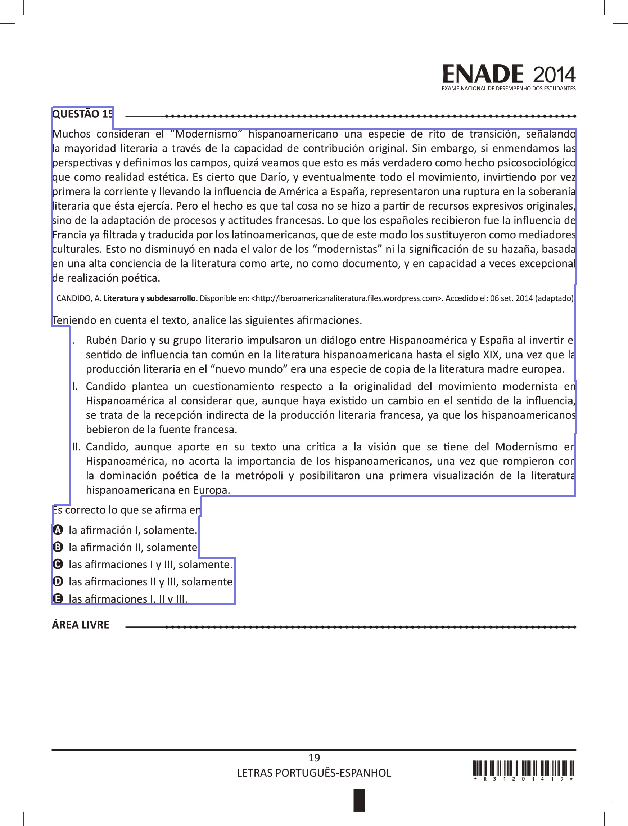 ENADE 2014
EXAME NACIONAL DE DESEMPENHO DOS ESTUDANTES
QUESTÃO 15
Muchos consideran el “Modernismo” hispanoamericano una especie de rito de transición, señalando
la mayoridad literaria a través de la capacidad de contribución original. Sin embargo, si enmendamos las
perspectivas y definimos los campos, quizá veamos que esto es más verdadero como hecho psicosociológico
que como realidad estética. Es cierto que Darío, y eventualmente todo el movimiento, invirtiendo por vez
primera la corriente y llevando la influencia de América a España, representaron una ruptura en la soberanía
literaria que ésta ejercía. Pero el hecho es que tal cosa no se hizo a partir de recursos expresivos originales,
sino de la adaptación de procesos y actitudes francesas. Lo que los españoles recibieron fue la influencia de
Francia ya filtrada y traducida por los latinoamericanos, que de este modo los sustituyeron como mediadores
culturales. Esto no disminuyó en nada el valor de los “modernistas” ni la significación de su hazaña, basada
en una alta conciencia de la literatura como arte, no como documento, y en capacidad a veces excepcional
de realización poética.
CANDIDO, A. Literatura y subdesarrollo. Disponible en: <http://iberoamericanaliteratura.files.wordpress.com>. Accedido el: 06 set. 2014 (adaptado)
Teniendo en cuenta el texto, analice las siguientes afirmaciones.
. Rubén Darío y su grupo literario impulsaron un diálogo entre Hispanoamérica y España al invertir el
sentido de influencia tan común en la literatura hispanoamericana hasta el siglo XIX, una vez que la
producción literaria en el “nuevo mundo” era una especie de copia de la literatura madre europea.
I. Candido plantea un cuestionamiento respecto a la originalidad del movimiento modernista en
Hispanoamérica al considerar que, aunque haya existido un cambio en el sentido de la influencia,
se trata de la recepción indirecta de la producción literaria francesa, ya que los hispanoamericanos
bebieron de la fuente francesa.
II. Candido, aunque aporte en su texto una crítica a la visión que se tiene del Modernismo en
Hispanoamérica, no acorta la importancia de los hispanoamericanos, una vez que rompieron con
la dominación poética de la metrópoli y posibilitaron una primera visualización de la literatura
hispanoamericana en Europa.
Es correcto lo que se afirma en
A la afirmación I, solamente.
B la afirmación II, solamente
C las afirmaciones I y III, solamente.
D las afirmaciones II y III, solamente
E las afirmaciones I, II y III.
ÁREA LIVRE
19
LETRAS PORTUGUÊS-ESPANHOL
*R3120141 9*